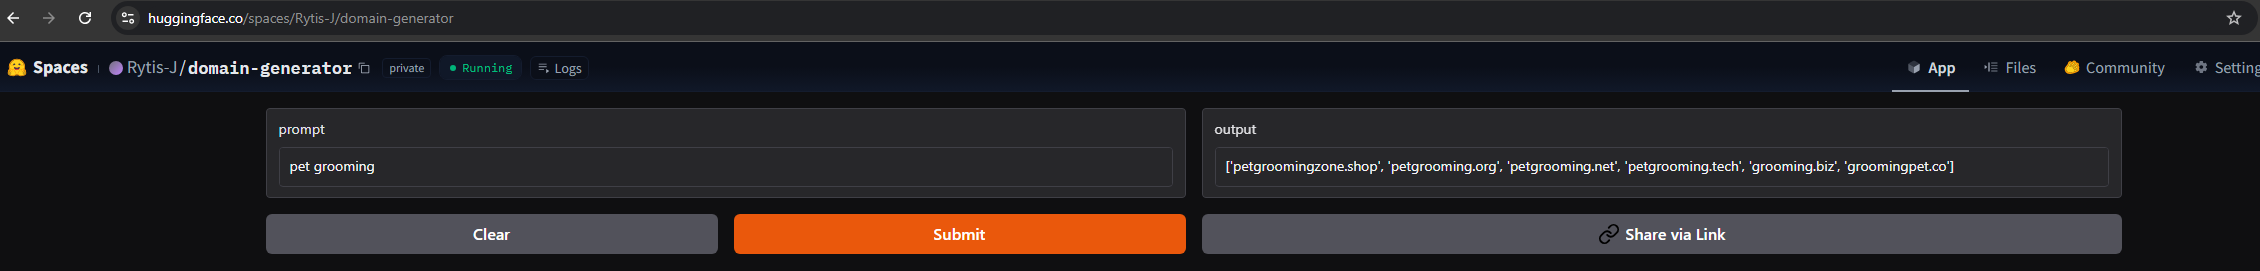 huggingface.co/spaces/Rytis-J/domain-generator
Spaces Rytis-J/domain-generator private Running Logs App Files Community Setting
prompt
pet grooming
output
['petgroomingzone.shop', 'petgrooming.org', 'petgrooming.net', 'petgrooming.tech', 'grooming.biz', 'groomingpet.co']
Clear Submit Share via Link